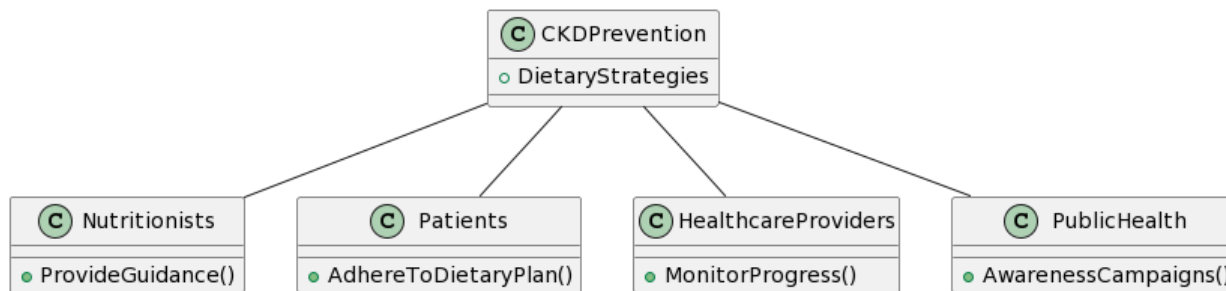 C CKDPrevention
DietaryStrategies
C Nutritionists
ProvideGuidance()
C Patients
AdhereToDietaryPlan()
C HealthcareProviders
MonitorProgress()
C PublicHealth
AwarenessCampaigns()